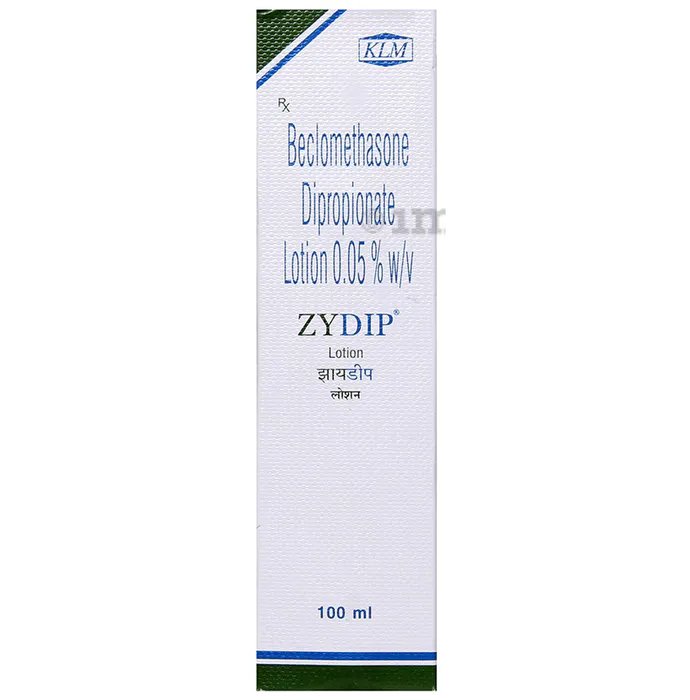 KLM
Rx
Beclomethasone
Dipropionate
Lotion 0.05 % w/v
ZYDIP®
Lotion
झायडीप
लोशन
100 ml